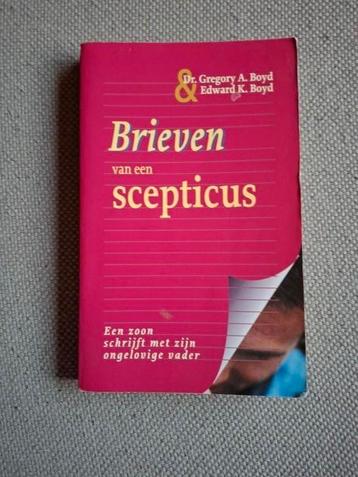 Dr. Gregory A. Boyd
& Edward K. Boyd
Brieven
van een
scepticus
Een zoon
schrijft met zijn
ongelovige vader